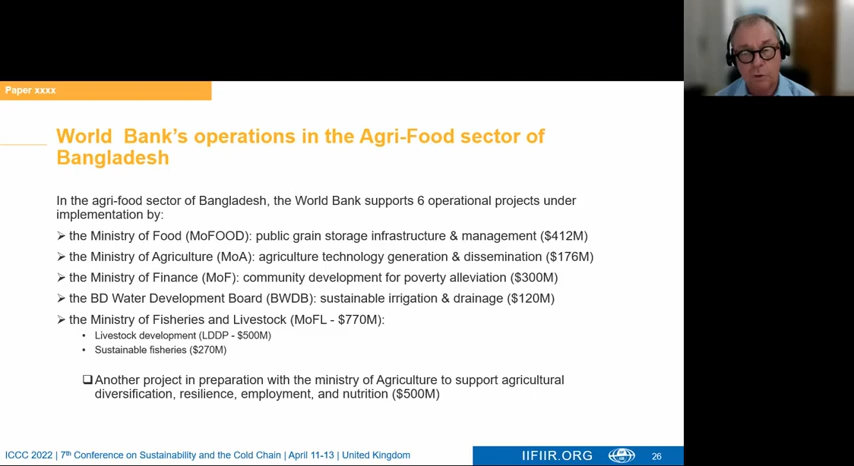 Paper xxxx
World Bank's operations in the Agri-Food sector of
Bangladesh
In the agri-food sector of Bangladesh, the World Bank supports 6 operational projects under
implementation by:
➢ the Ministry of Food (MoFOOD): public grain storage infrastructure & management ($412M)
➢ the Ministry of Agriculture (MoA): agriculture technology generation & dissemination ($176M)
➢ the Ministry of Finance (MoF): community development for poverty alleviation ($300M)
➢ the BD Water Development Board (BWDB): sustainable irrigation & drainage ($120M)
➢ the Ministry of Fisheries and Livestock (MoFL - $770M):
• Livestock development (LDDP - $500M)
• Sustainable fisheries ($270M)
❑Another project in preparation with the ministry of Agriculture to support agricultural
diversification, resilience, employment, and nutrition ($500M)
ICCC 2022 | 7th Conference on Sustainability and the Cold Chain | April 11-13 | United Kingdom
IIFIIR.ORG
26